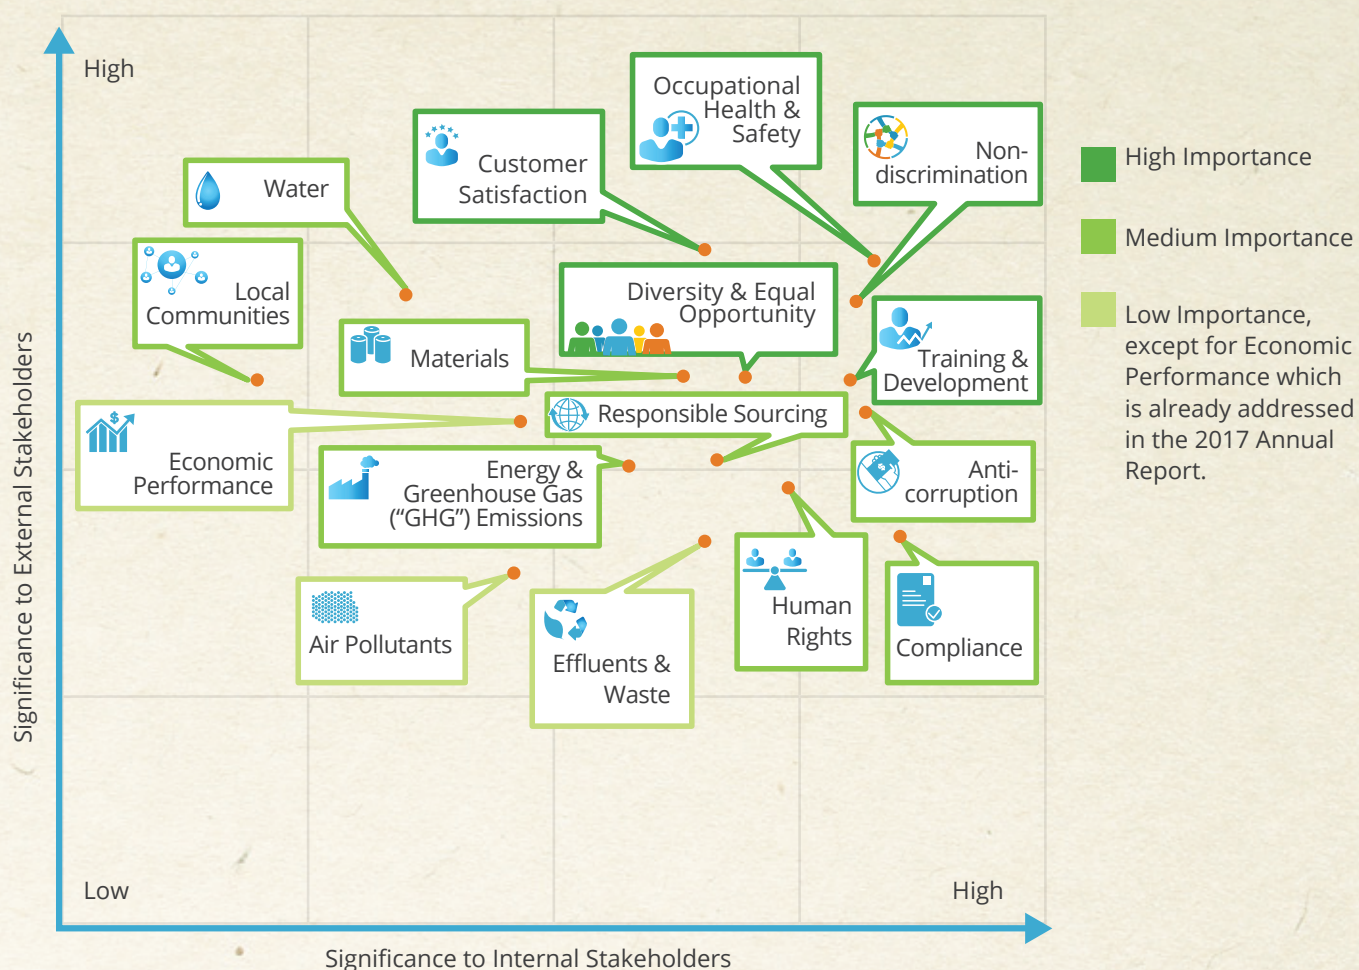 High
Occupational
Health &
Safety
Customer
Satisfaction
Non-
discrimination
Water
Local
Communities
Diversity & Equal
Opportunity
Materials
Training &
Development
Responsible Sourcing
Economic
Performance
Energy &
Greenhouse Gas
(“GHG”) Emissions
Anti-
corruption
Air Pollutants
Effluents &
Waste
Human
Rights
Compliance
Low
High
Significance to External Stakeholders
Significance to Internal Stakeholders
High Importance
Medium Importance
Low Importance,
except for Economic
Performance which
is already addressed
in the 2017 Annual
Report.
$